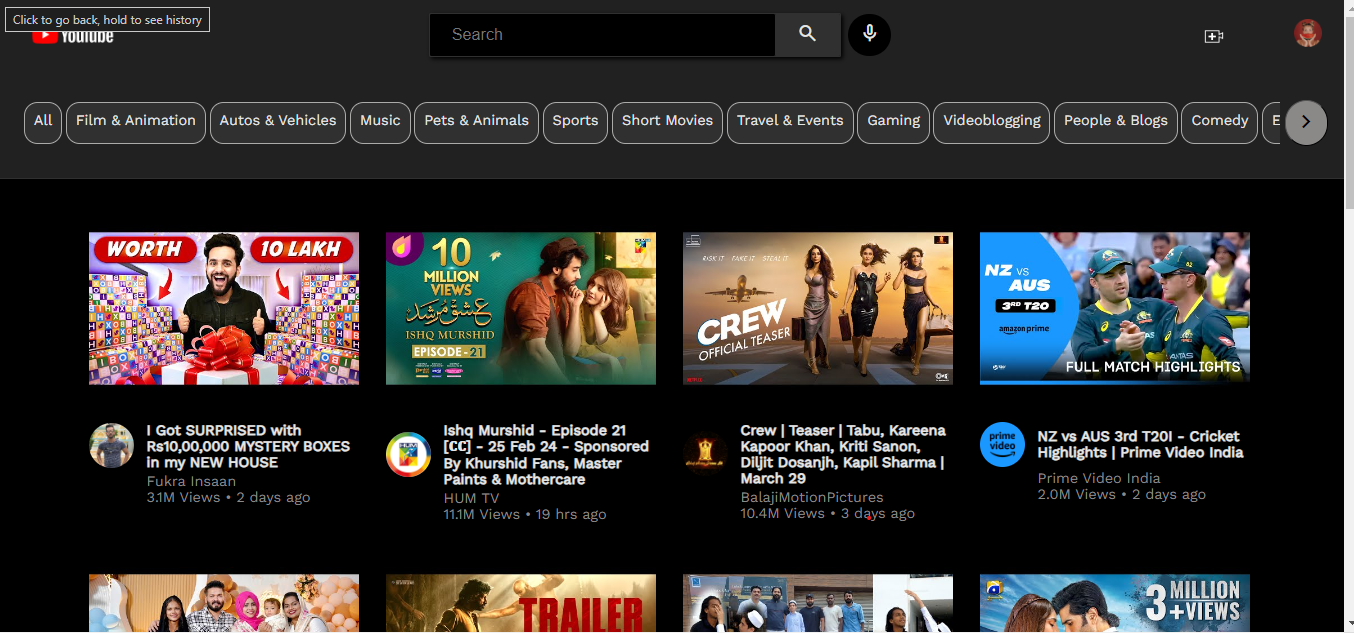 Click to go back, hold to see history
YouTube
Search
All
Film & Animation
Autos & Vehicles
Music
Pets & Animals
Sports
Short Movies
Travel & Events
Gaming
Videoblogging
People & Blogs
Comedy
E
WORTH
10 LAKH
10
MILLION
VIEWS
عشق مرشد
ISHQ MURSHID
EPISODE - 21
RISK IT FAKE IT STEAL IT
CREW
OFFICIAL TEASER
NZ VS
AUS
3RD T20
amazon prime
FULL MATCH HIGHLIGHTS
I Got SURPRISED with
Rs10,00,000 MYSTERY BOXES
in my NEW HOUSE
Fukra Insaan
3.1M Views • 2 days ago
HUM
Ishq Murshid - Episode 21
[𝐂𝐂] - 25 Feb 24 - Sponsored
By Khurshid Fans, Master
Paints & Mothercare
HUM TV
11.1M Views • 19 hrs ago
Crew | Teaser | Tabu, Kareena
Kapoor Khan, Kriti Sanon,
Diljit Dosanjh, Kapil Sharma |
March 29
BalajiMotionPictures
10.4M Views • 3 days ago
prime
video
NZ vs AUS 3rd T20I - Cricket
Highlights | Prime Video India
Prime Video India
2.0M Views • 2 days ago
TRAILER
3 MILLION
+VIEWS